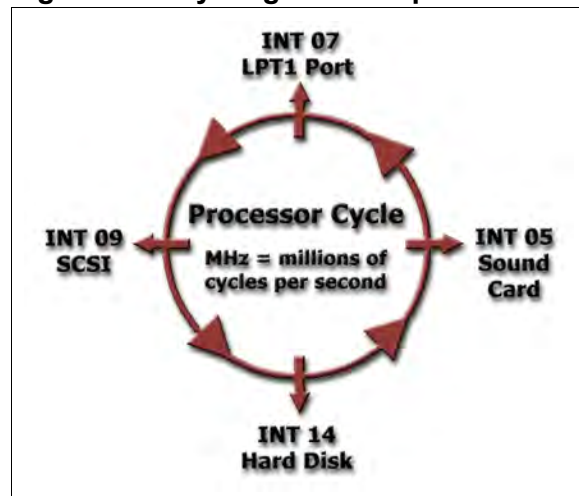 INT 07
LPT1 Port
Processor Cycle
MHz = millions of
cycles per second
INT 09
SCSI
INT 05
Sound
Card
INT 14
Hard Disk